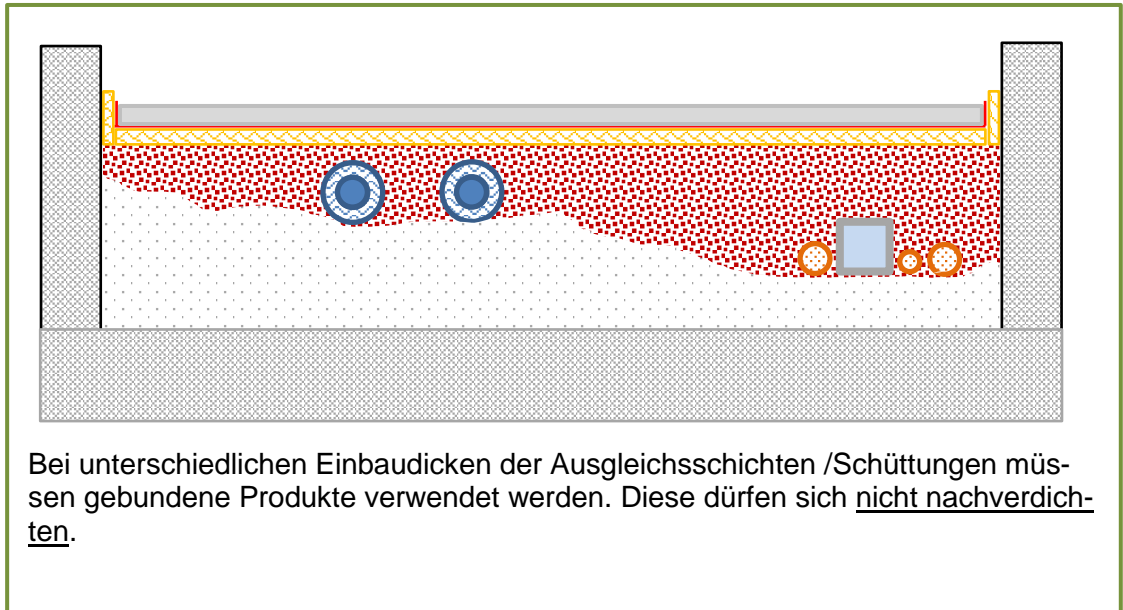 Bei unterschiedlichen Einbaudicken der Ausgleichsschichten /Schüttungen müs-
sen gebundene Produkte verwendet werden. Diese dürfen sich nicht nachverdich-
ten.